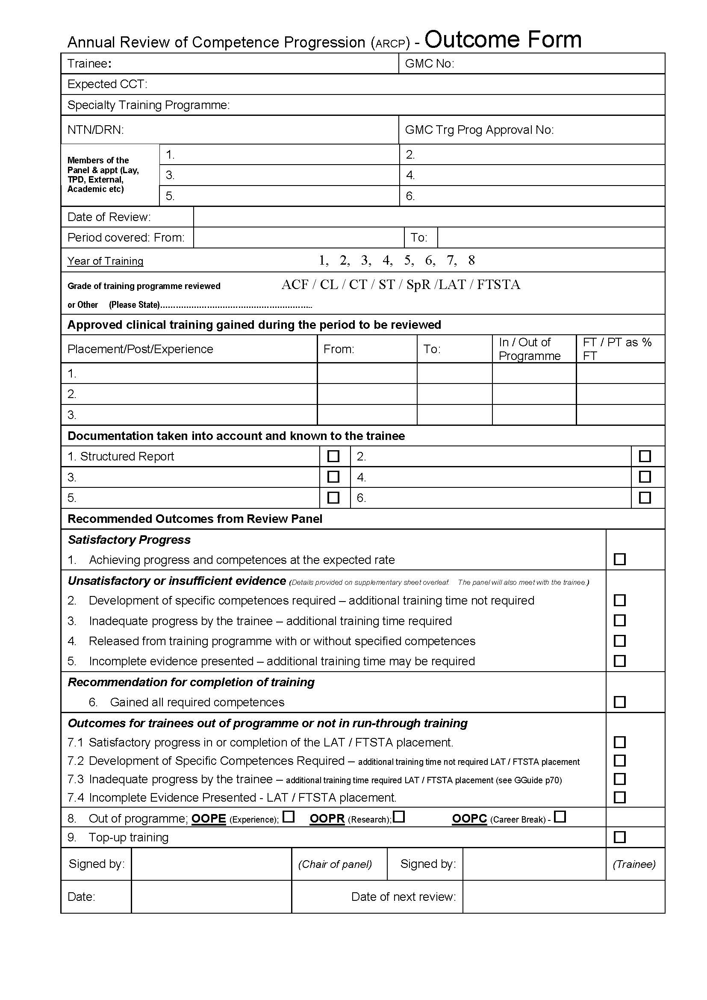 Annual Review of Competence Progression (ARCP) - Outcome Form
Trainee: GMC No:
Expected CCT:
Specialty Training Programme:
NTN/DRN: GMC Trg Prog Approval No:
Members of the
Panel & appt (Lay,
TPD, External,
Academic etc)
1. 2.
3. 4.
5. 6.
Date of Review:
Period covered: From: To:
Year of Training 1, 2, 3, 4, 5, 6, 7, 8
Grade of training programme reviewed ACF / CL / CT / ST / SpR /LAT / FTSTA
or Other (Please State)...........................................................
Approved clinical training gained during the period to be reviewed
Placement/Post/Experience From: To: In / Out of Programme FT / PT as % FT
1.
2.
3.
Documentation taken into account and known to the trainee
1. Structured Report 2.
3. 4.
5. 6.
Recommended Outcomes from Review Panel
Satisfactory Progress
1. Achieving progress and competences at the expected rate
Unsatisfactory or insufficient evidence (Details provided on supplementary sheet overleaf. The panel will also meet with the trainee.)
2. Development of specific competences required – additional training time not required
3. Inadequate progress by the trainee – additional training time required
4. Released from training programme with or without specified competences
5. Incomplete evidence presented – additional training time may be required
Recommendation for completion of training
6. Gained all required competences
Outcomes for trainees out of programme or not in run-through training
7.1 Satisfactory progress in or completion of the LAT / FTSTA placement.
7.2 Development of Specific Competences Required – additional training time not required LAT / FTSTA placement
7.3 Inadequate progress by the trainee – additional training time required LAT / FTSTA placement (see GGuide p70)
7.4 Incomplete Evidence Presented - LAT / FTSTA placement.
8. Out of programme; OOPE (Experience); OOPR (Research); OOPC (Career Break) -
9. Top-up training
Signed by: (Chair of panel) Signed by: (Trainee)
Date: Date of next review: